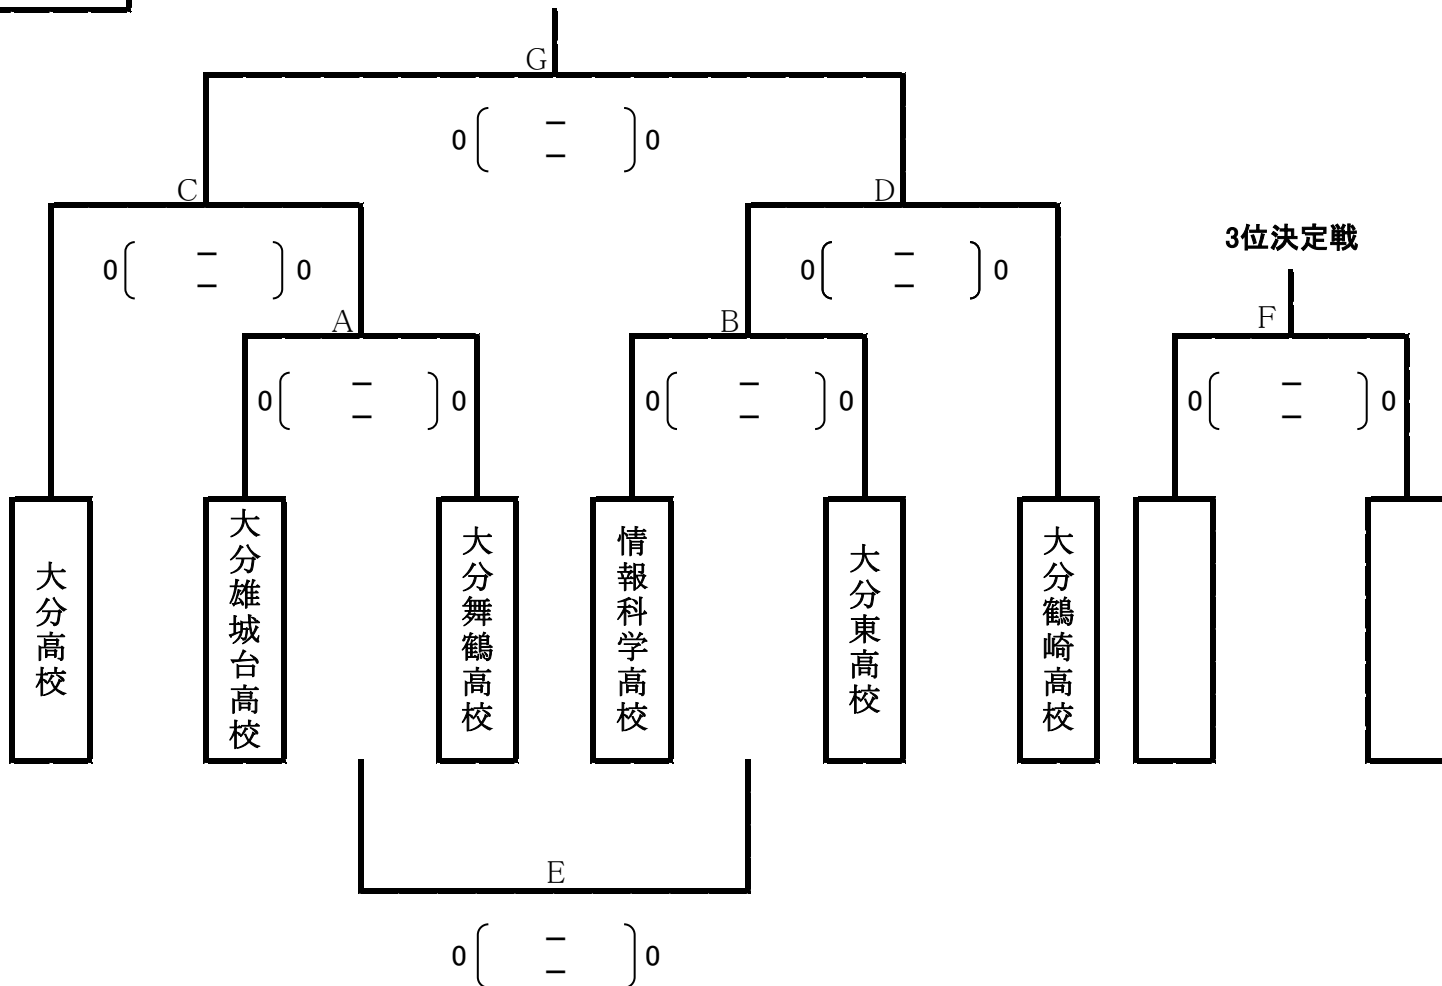 G
0 － 0
－
C
D
0 － 0
－
0 － 0
－
3位決定戦
A
B
F
0 － 0
－
0 － 0
－
0 － 0
－
大分高校
大分雄城台高校
大分舞鶴高校
情報科学高校
大分東高校
大分鶴崎高校
E
0 － 0
－